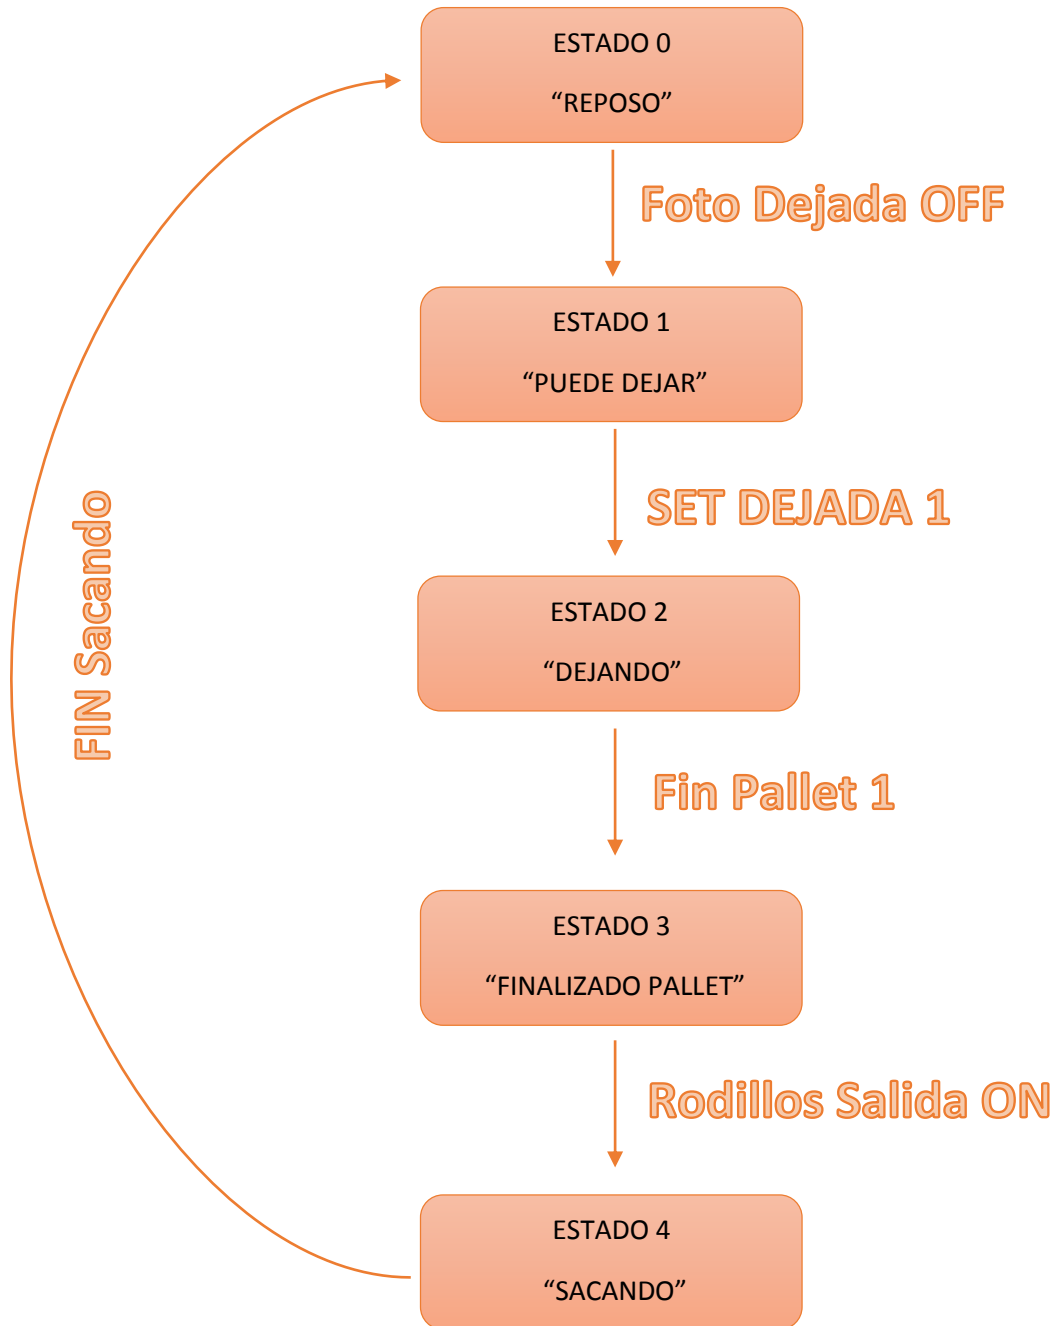 ESTADO 0
“REPOSO”
Foto Dejada OFF
ESTADO 1
“PUEDE DEJAR”
SET DEJADA 1
ESTADO 2
“DEJANDO”
FIN Sacando
Fin Pallet 1
ESTADO 3
“FINALIZADO PALLET”
Rodillos Salida ON
ESTADO 4
“SACANDO”